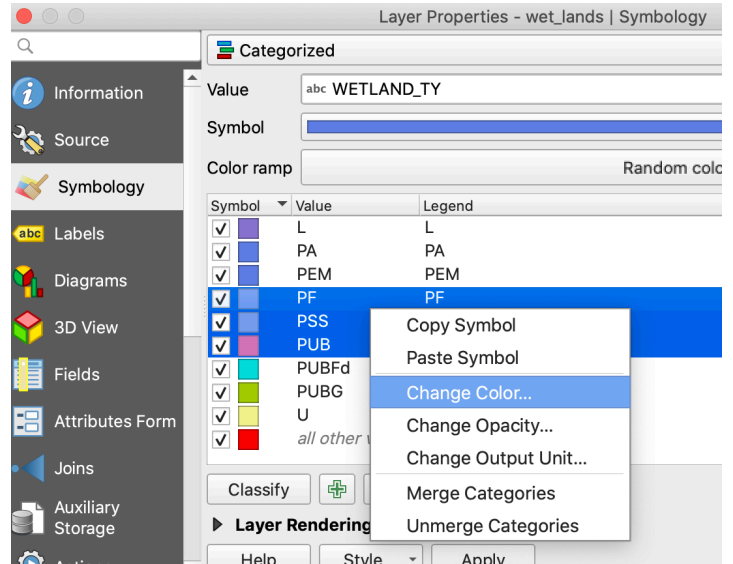 Layer Properties - wet_lands | Symbology
Information
Source
Symbology
abc Labels
Diagrams
3D View
Fields
Attributes Form
Joins
Auxiliary
Storage
Categorized
Value abc WETLAND_TY
Symbol
Color ramp Random colo
Symbol Value Legend
L L
PA PA
PEM PEM
PF PF
PSS
PUB
PUBFd
PUBG
U
all other v
Copy Symbol
Paste Symbol
Change Color...
Change Opacity...
Change Output Unit...
Merge Categories
Unmerge Categories
Classify
Layer Rendering
Help Style Apply